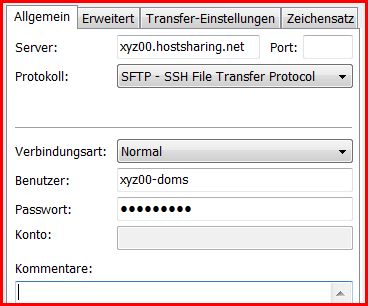 Allgemein Erweitert Transfer-Einstellungen Zeichensatz
Server: xyz00.hostsharing.net Port:
Protokoll: SFTP - SSH File Transfer Protocol
Verbindungsart: Normal
Benutzer: xyz00-doms
Passwort: ●●●●●●●●●
Konto:
Kommentare: